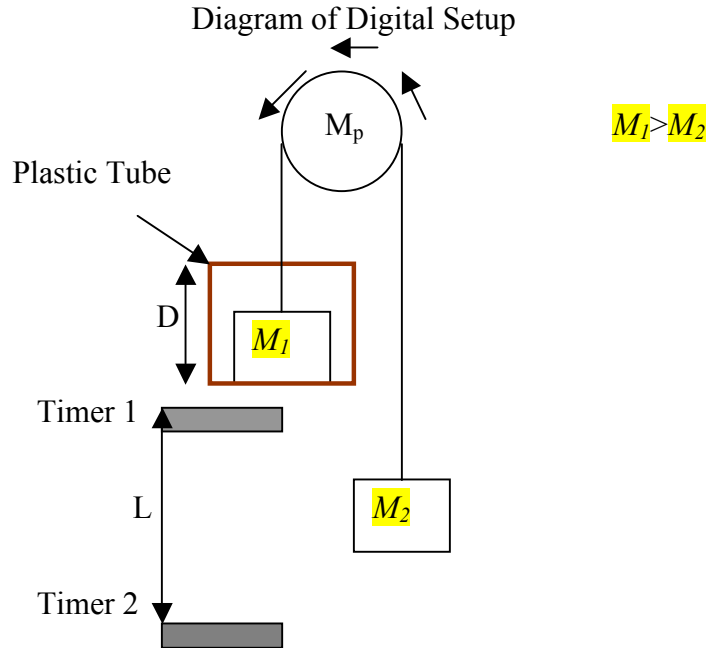 Diagram of Digital Setup
Mp
M1>M2
Plastic Tube
D
M1
Timer 1
L
M2
Timer 2